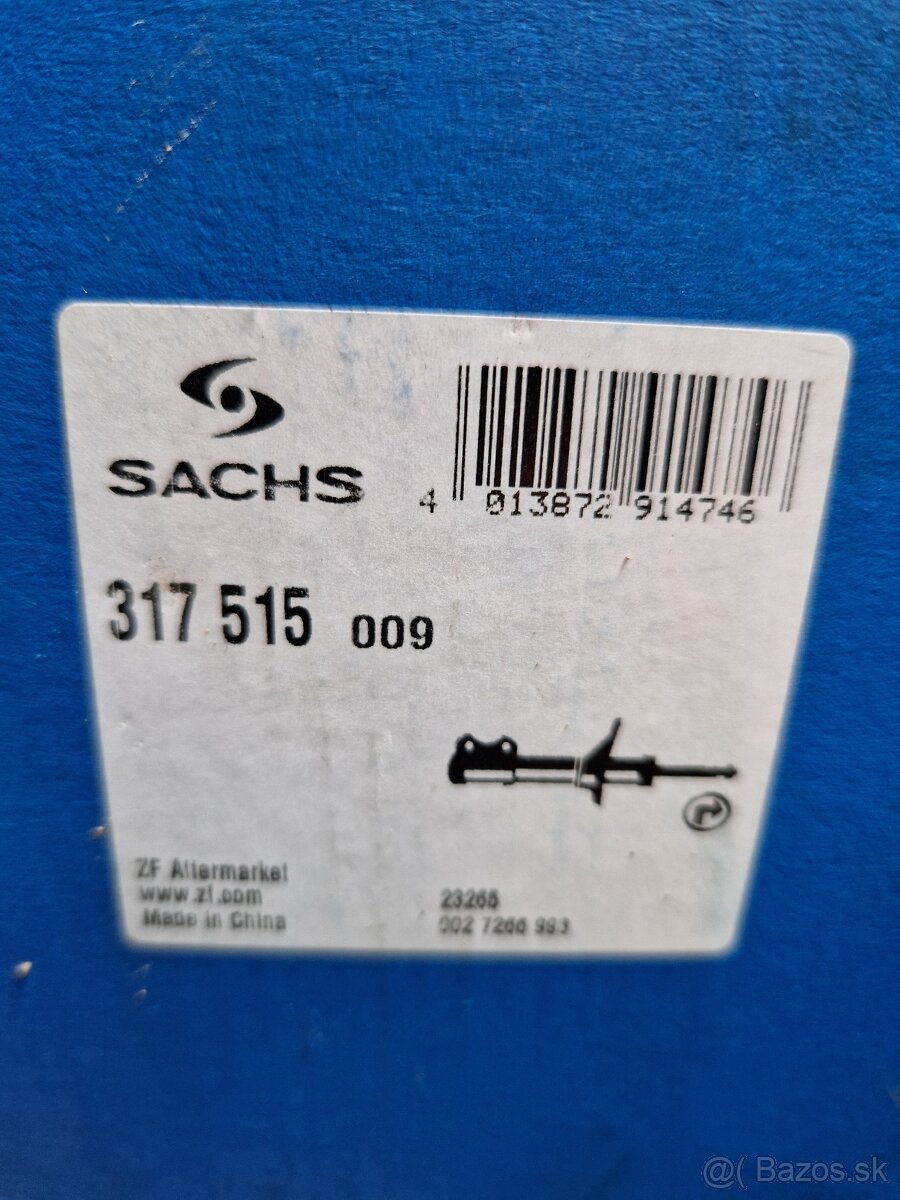 SACHS
4 013872 914746
317 515 009
ZF Aftermarket
www.zf.com
Made in China
23265
002 7266 993
@( Bazos.sk